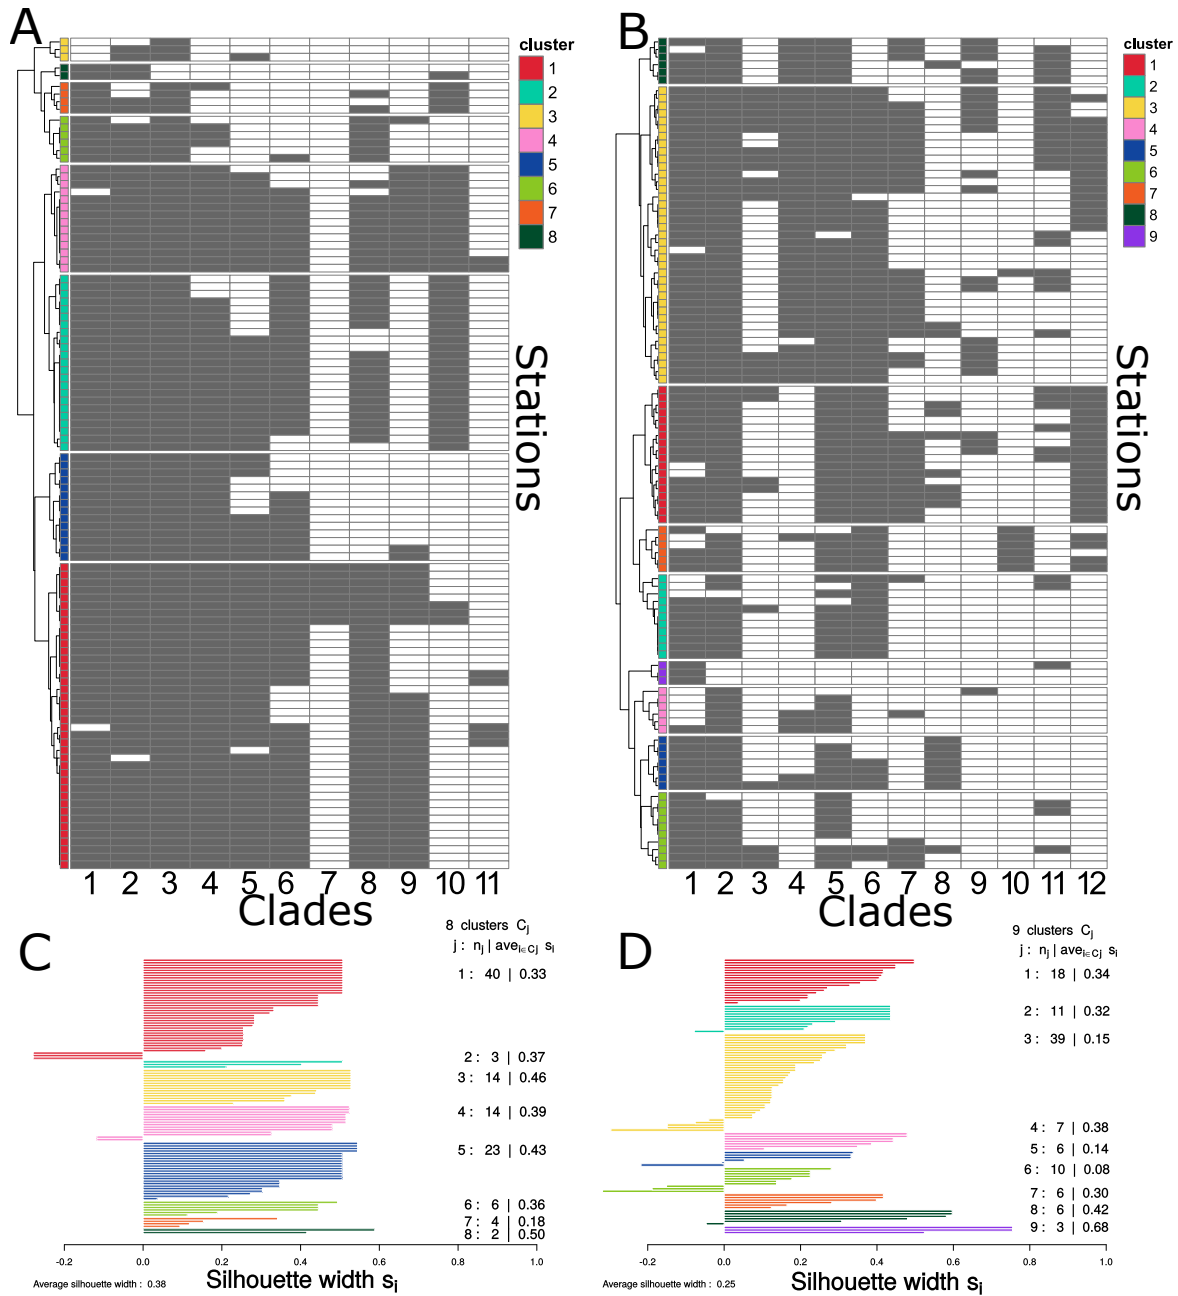 A
cluster
1
2
3
4
5
6
7
8
Stations
1 2 3 4 5 6 7 8 9 10 11
Clades
B
cluster
1
2
3
4
5
6
7
8
9
Stations
1 2 3 4 5 6 7 8 9 10 11 12
Clades
C
8 clusters Cj
j : nj | avei∈Cj si
1 : 40 | 0.33
2 : 3 | 0.37
3 : 14 | 0.46
4 : 14 | 0.39
5 : 23 | 0.43
6 : 6 | 0.36
7 : 4 | 0.18
8 : 2 | 0.50
-0.2 0.0 0.2 0.4 0.6 0.8 1.0
Silhouette width si
Average silhouette width : 0.38
D
9 clusters Cj
j : nj | avei∈Cj si
1 : 18 | 0.34
2 : 11 | 0.32
3 : 39 | 0.15
4 : 7 | 0.38
5 : 6 | 0.14
6 : 10 | 0.08
7 : 6 | 0.30
8 : 6 | 0.42
9 : 3 | 0.68
-0.2 0.0 0.2 0.4 0.6 0.8 1.0
Silhouette width si
Average silhouette width : 0.25